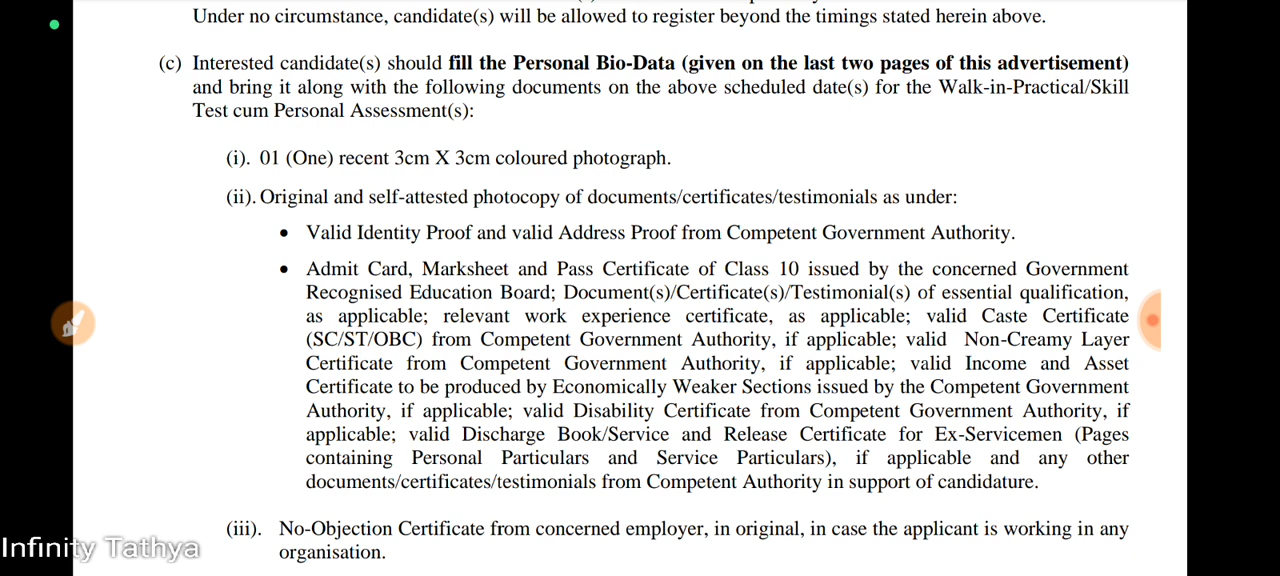 Under no circumstance, candidate(s) will be allowed to register beyond the timings stated herein above.
(c) Interested candidate(s) should fill the Personal Bio-Data (given on the last two pages of this advertisement)
and bring it along with the following documents on the above scheduled date(s) for the Walk-in-Practical/Skill
Test cum Personal Assessment(s):
(i). 01 (One) recent 3cm X 3cm coloured photograph.
(ii). Original and self-attested photocopy of documents/certificates/testimonials as under:
• Valid Identity Proof and valid Address Proof from Competent Government Authority.
• Admit Card, Marksheet and Pass Certificate of Class 10 issued by the concerned Government
Recognised Education Board; Document(s)/Certificate(s)/Testimonial(s) of essential qualification,
as applicable; relevant work experience certificate, as applicable; valid Caste Certificate
(SC/ST/OBC) from Competent Government Authority, if applicable; valid Non-Creamy Layer
Certificate from Competent Government Authority, if applicable; valid Income and Asset
Certificate to be produced by Economically Weaker Sections issued by the Competent Government
Authority, if applicable; valid Disability Certificate from Competent Government Authority, if
applicable; valid Discharge Book/Service and Release Certificate for Ex-Servicemen (Pages
containing Personal Particulars and Service Particulars), if applicable and any other
documents/certificates/testimonials from Competent Authority in support of candidature.
(iii). No-Objection Certificate from concerned employer, in original, in case the applicant is working in any
organisation.
Infinity Tathya